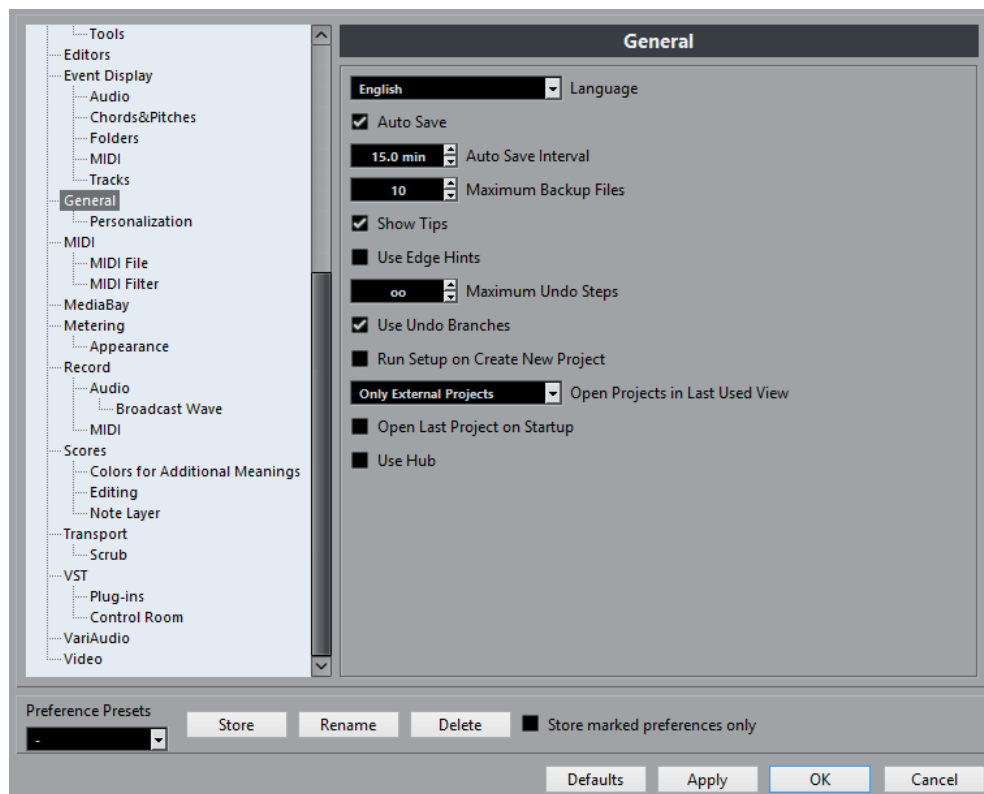 Tools
Editors
Event Display
Audio
Chords&Pitches
Folders
MIDI
Tracks
General
Personalization
MIDI
MIDI File
MIDI Filter
MediaBay
Metering
Appearance
Record
Audio
Broadcast Wave
MIDI
Scores
Colors for Additional Meanings
Editing
Note Layer
Transport
Scrub
VST
Plug-ins
Control Room
VariAudio
Video
General
English Language
Auto Save
15.0 min Auto Save Interval
10 Maximum Backup Files
Show Tips
Use Edge Hints
oo Maximum Undo Steps
Use Undo Branches
Run Setup on Create New Project
Only External Projects Open Projects in Last Used View
Open Last Project on Startup
Use Hub
Preference Presets
-
Store Rename Delete Store marked preferences only
Defaults Apply OK Cancel